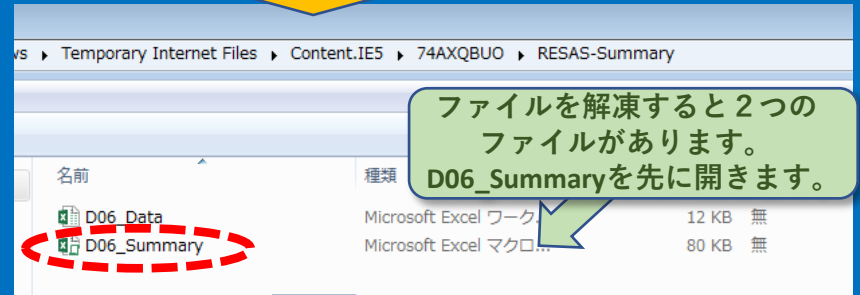 vs ▸ Temporary Internet Files ▸ Content.IE5 ▸ 74AXQBUO ▸ RESAS-Summary
ファイルを解凍すると２つの
ファイルがあります。
D06_Summaryを先に開きます。
名前 種類
D06_Data Microsoft Excel ワーク... 12 KB 無
D06_Summary Microsoft Excel マクロ... 80 KB 無